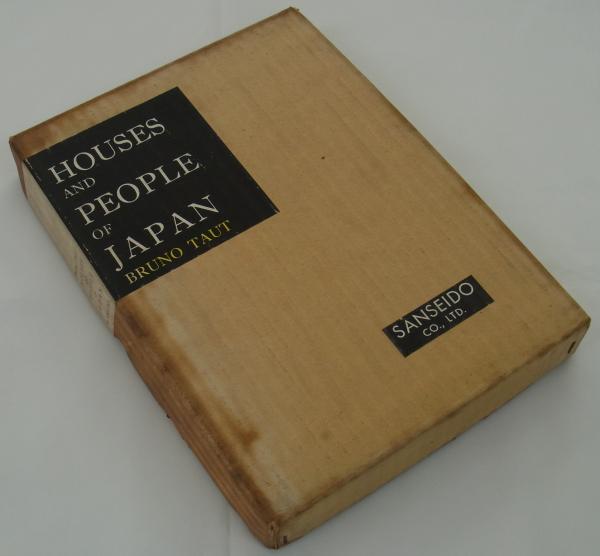 HOUSES
AND
PEOPLE
OF
JAPAN
BRUNO TAUT
SANSEIDO
CO., LTD.